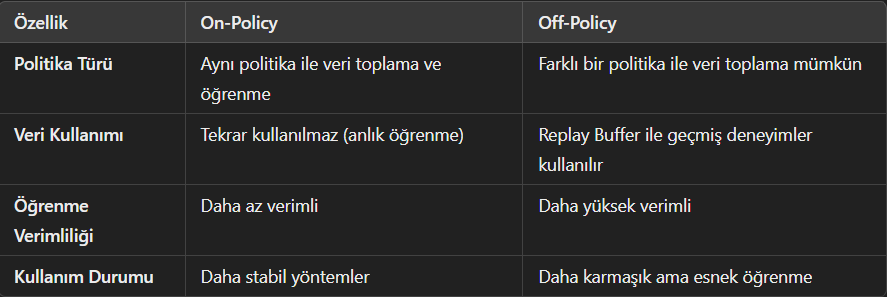 Özellik On-Policy Off-Policy
Politika Türü Aynı politika ile veri toplama ve Farklı bir politika ile veri toplama mümkün
öğrenme
Veri Kullanımı Tekrar kullanılmaz (anlık öğrenme) Replay Buffer ile geçmiş deneyimler
kullanılır
Öğrenme Daha az verimli Daha yüksek verimli
Verimliliği
Kullanım Durumu Daha stabil yöntemler Daha karmaşık ama esnek öğrenme